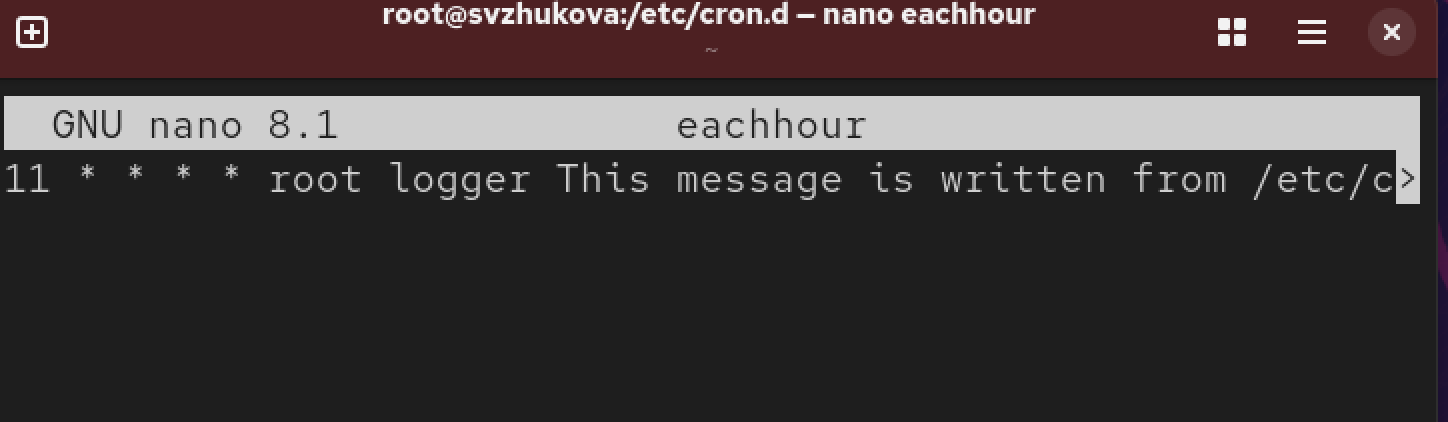 root@svzhukova:/etc/cron.d — nano eachhour
~
GNU nano 8.1 eachhour
11 * * * * root logger This message is written from /etc/c>